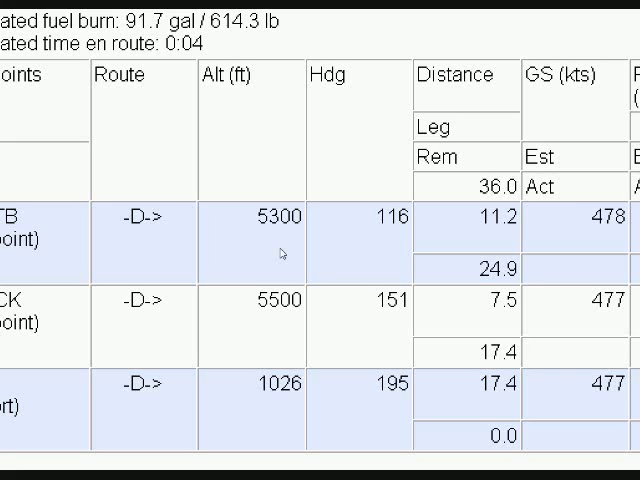 ated fuel burn: 91.7 gal / 614.3 lb
ated time en route: 0:04
oints Route Alt (ft) Hdg Distance GS (kts)
(
Leg
Rem Est
36.0 Act
TB -D-> 5300 116 11.2 478
point)
24.9
CK -D-> 5500 151 7.5 477
point)
17.4
-D-> 1026 195 17.4 477
rt)
0.0